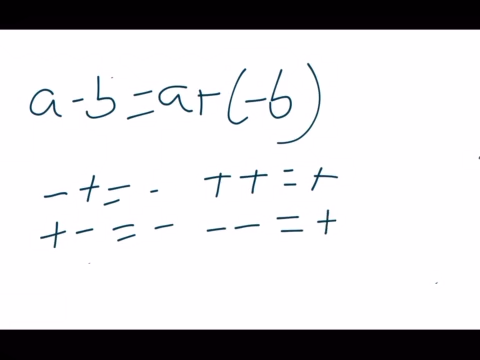 a-b=a+(-b)
-+=- ++=+
+-=- --=+